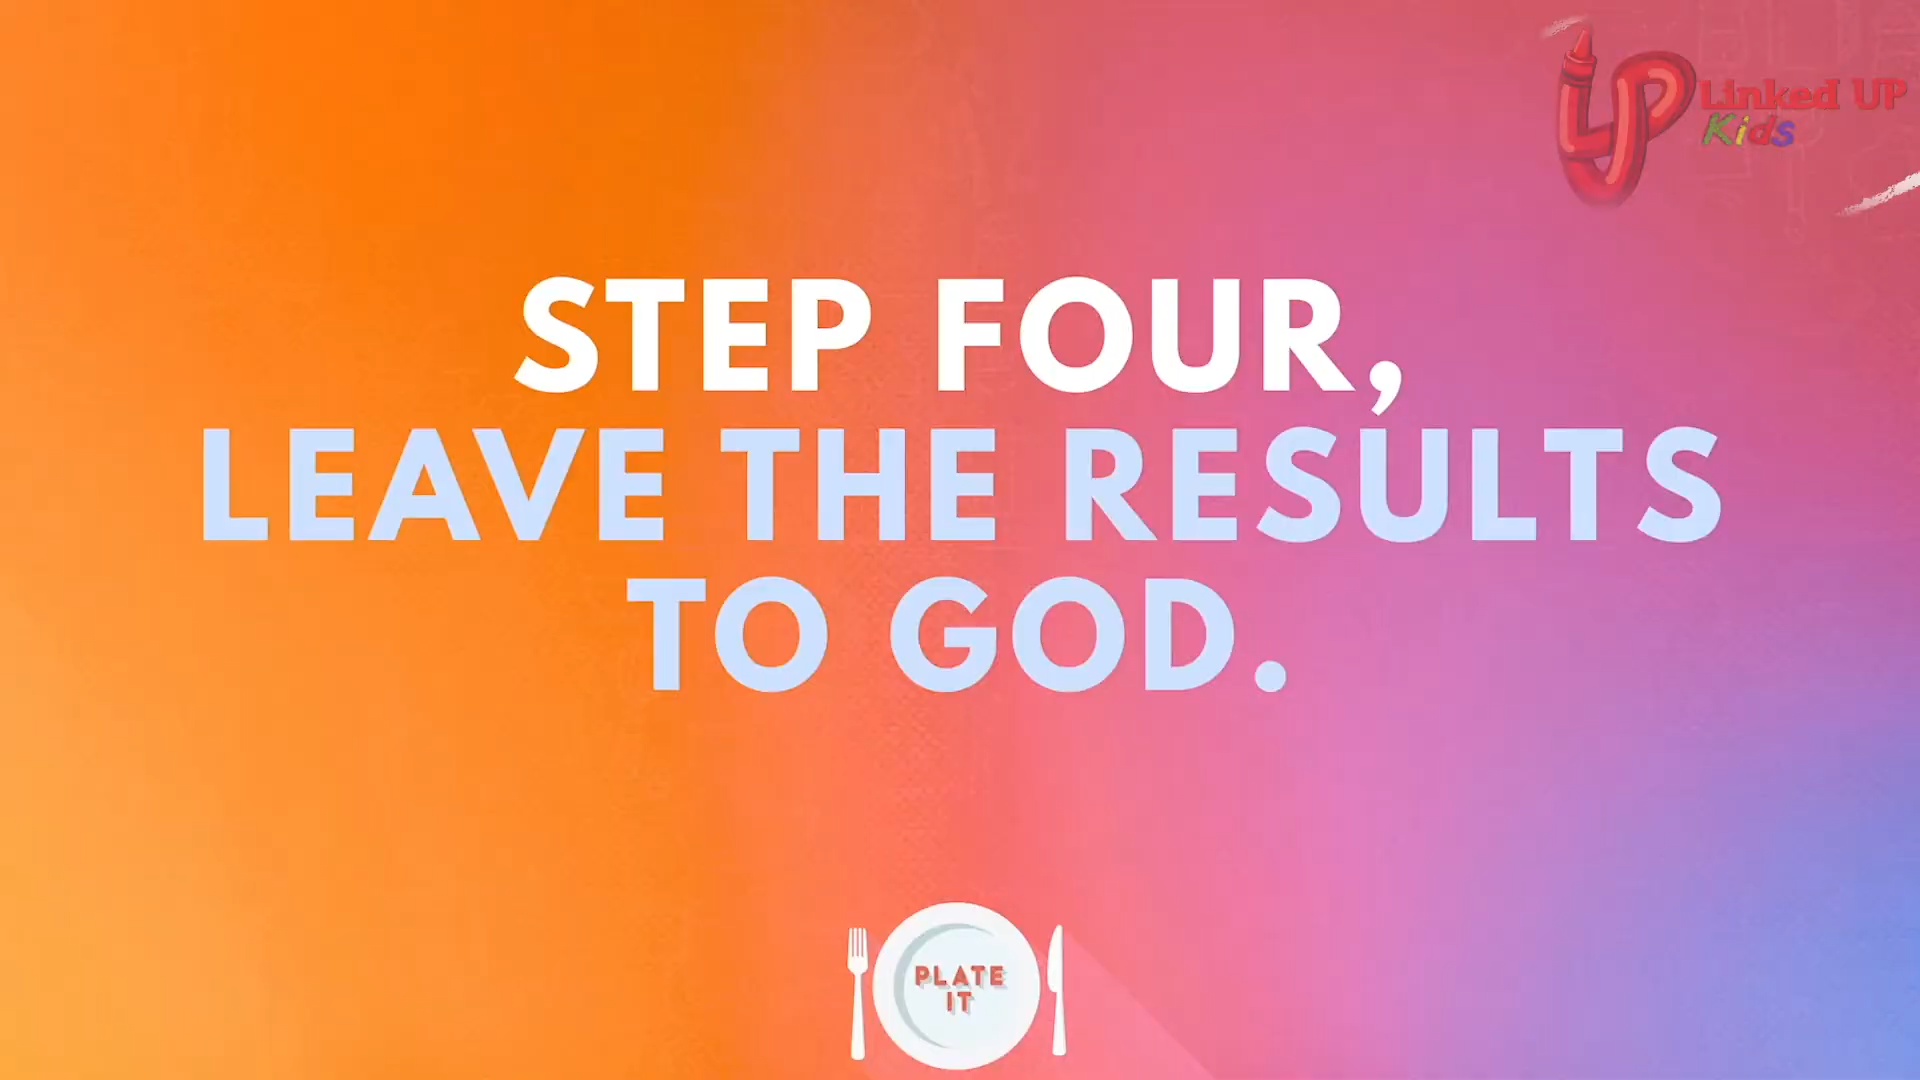 Linked UP
Kids
STEP FOUR,
LEAVE THE RESULTS
TO GOD.
PLATE
IT